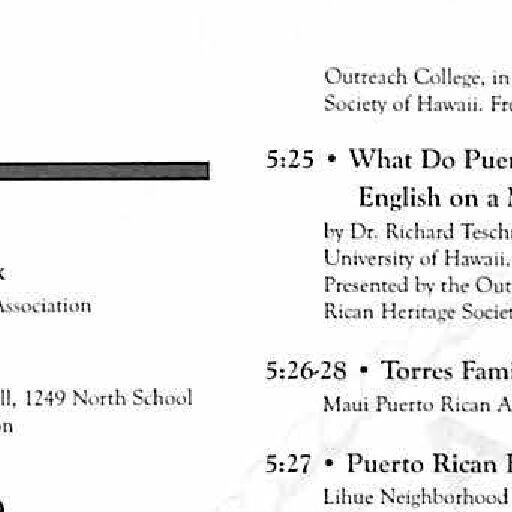 Association
ll, 1249 North School
on
Outreach College, in
Society of Hawaii. Fre
5:25 • What Do Puer
English on a
by Dr. Richard Tesch
University of Hawaii,
Presented by the Out
Rican Heritage Societ
5:26-28 • Torres Fami
Maui Puerto Rican A
5:27 • Puerto Rican
Lihue Neighborhood